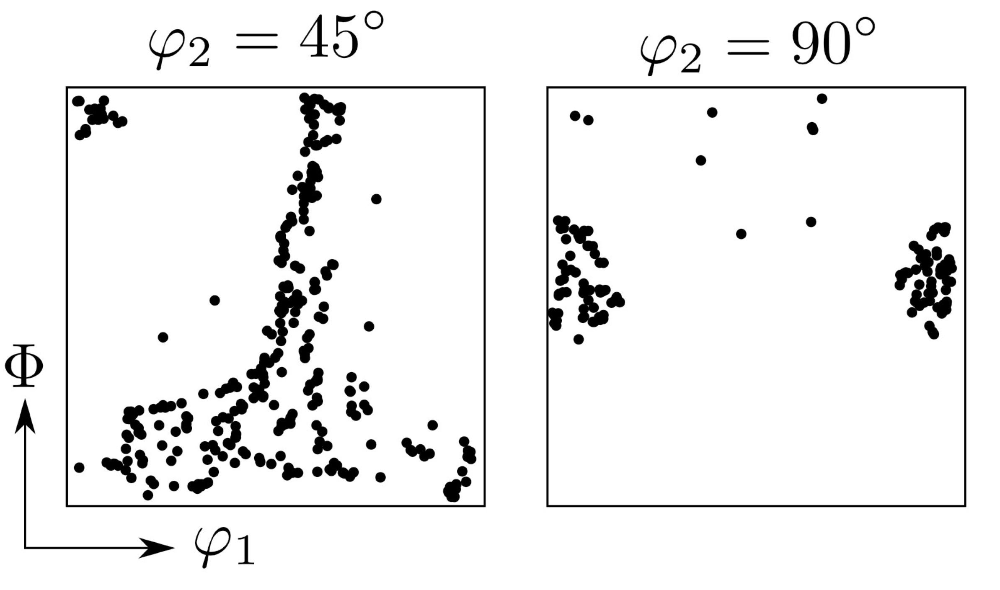 φ₂ = 45°
φ₂ = 90°
Φ
φ₁